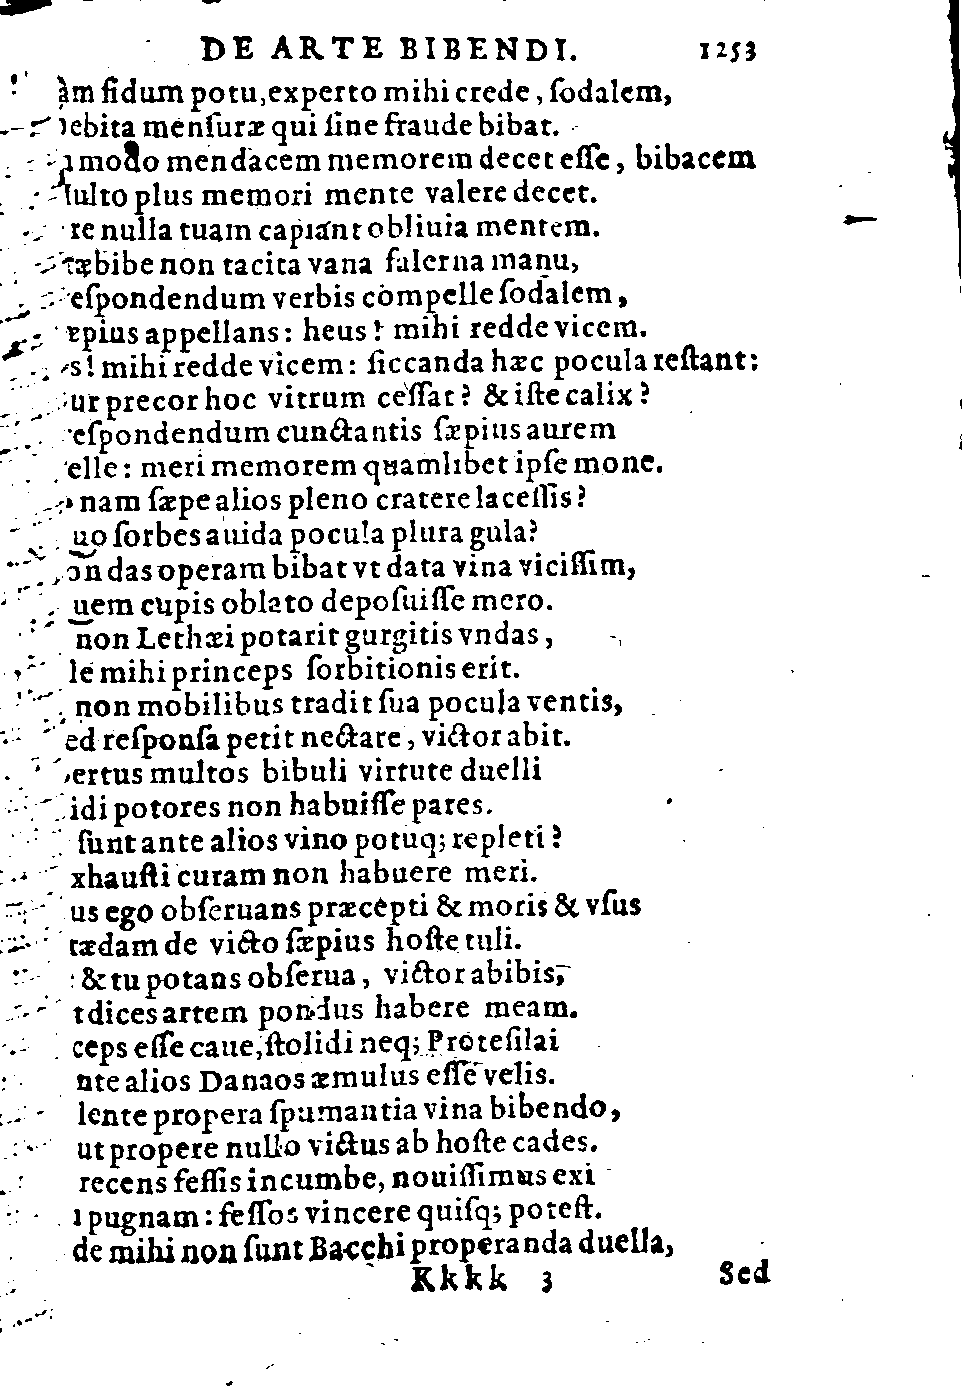 DE ARTE BIBENDI. 1253
àm fidum potu, experto mihi crede, ſodalem,
ebita menſuræ qui ſine fraude bibat.
modo mendacem memorem decet eſſe, bibacem
ulto plus memori mente valere decet.
re nulla tuam capiant obliuia mentem.
bibe non tacita vana falerna manu,
eſpondendum verbis compelle ſodalem,
epius appellans: heus! mihi redde vicem.
s! mihi redde vicem: ſiccanda hæc pocula reſtant:
ur precor hoc vitrum ceſſat? & iſte calix?
eſpondendum cunctantis ſæpius aurem
elle: meri memorem quamlibet ipſe mone.
nam ſæpe alios pleno cratere laceſſis?
uo ſorbes auida pocula plura gula?
on das operam bibat vt data vina viciſſim,
uem cupis oblato depoſuiſſe mero.
non Lethæi potarit gurgitis vndas,
le mihi princeps ſorbitionis erit.
non mobilibus tradit ſua pocula ventis,
ed reſponſa petit nectare, victor abit.
ertus multos bibuli virtute duelli
idi potores non habuiſſe pares.
ſunt ante alios vino potuq; repleti?
xhauſti curam non habuere meri.
us ego obſeruans præcepti & moris & vſus
tædam de victo ſæpius hoſte tuli.
& tu potans obſerua, victor abibis,
t dices artem pondus habere meam.
ceps eſſe caue, ſtolidi neq; Proteſilai
nte alios Danaos æmulus eſſe velis.
lente propera ſpumantia vina bibendo,
ut propere nullo victus ab hoſte cades.
recens feſſis incumbe, nouiſſimus exi
pugnam: feſſos vincere quiſq; poteſt.
de mihi non ſunt Bacchi properanda duella,
Kkkk 3 Sed